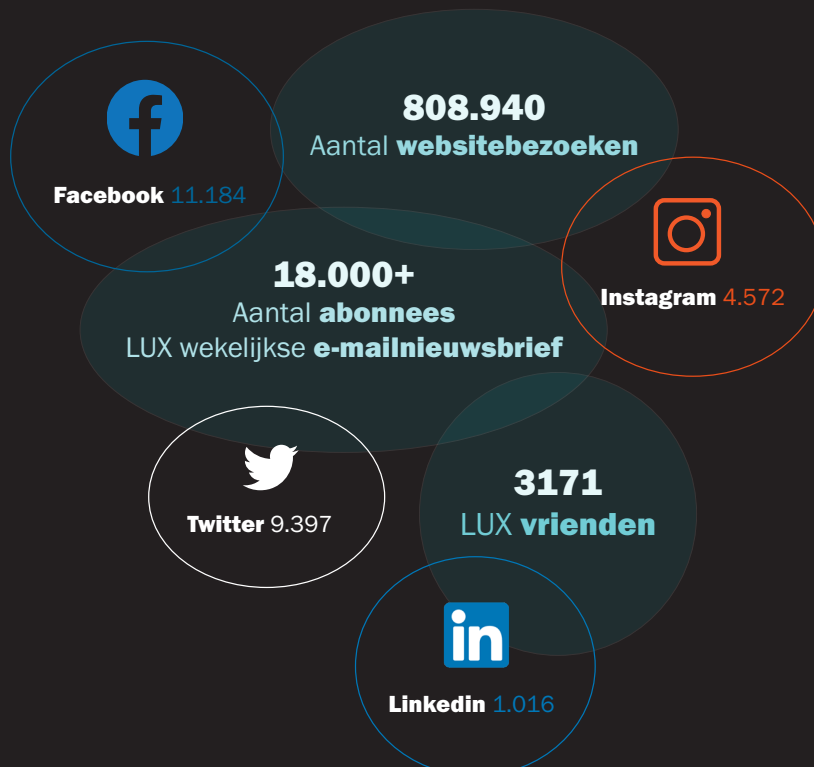 808.940
Aantal websitebezoeken
Facebook 11.184
18.000+
Aantal abonnees
LUX wekelijkse e-mailnieuwsbrief
Instagram 4.572
Twitter 9.397
3171
LUX vrienden
in
Linkedin 1.016